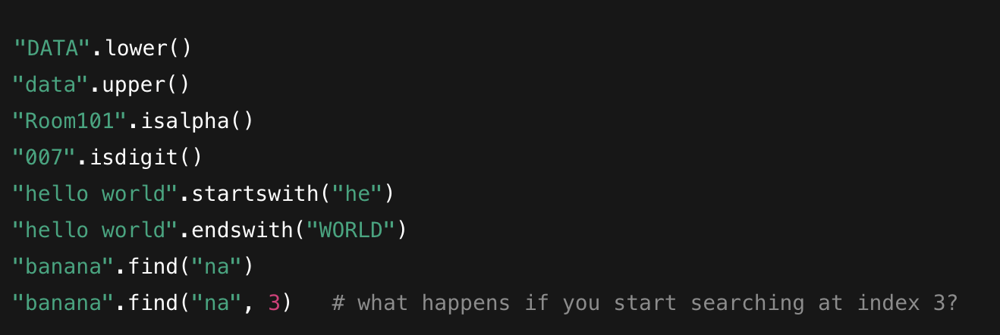 "DATA".lower()
"data".upper()
"Room101".isalpha()
"007".isdigit()
"hello world".startswith("he")
"hello world".endswith("WORLD")
"banana".find("na")
"banana".find("na", 3)   # what happens if you start searching at index 3?